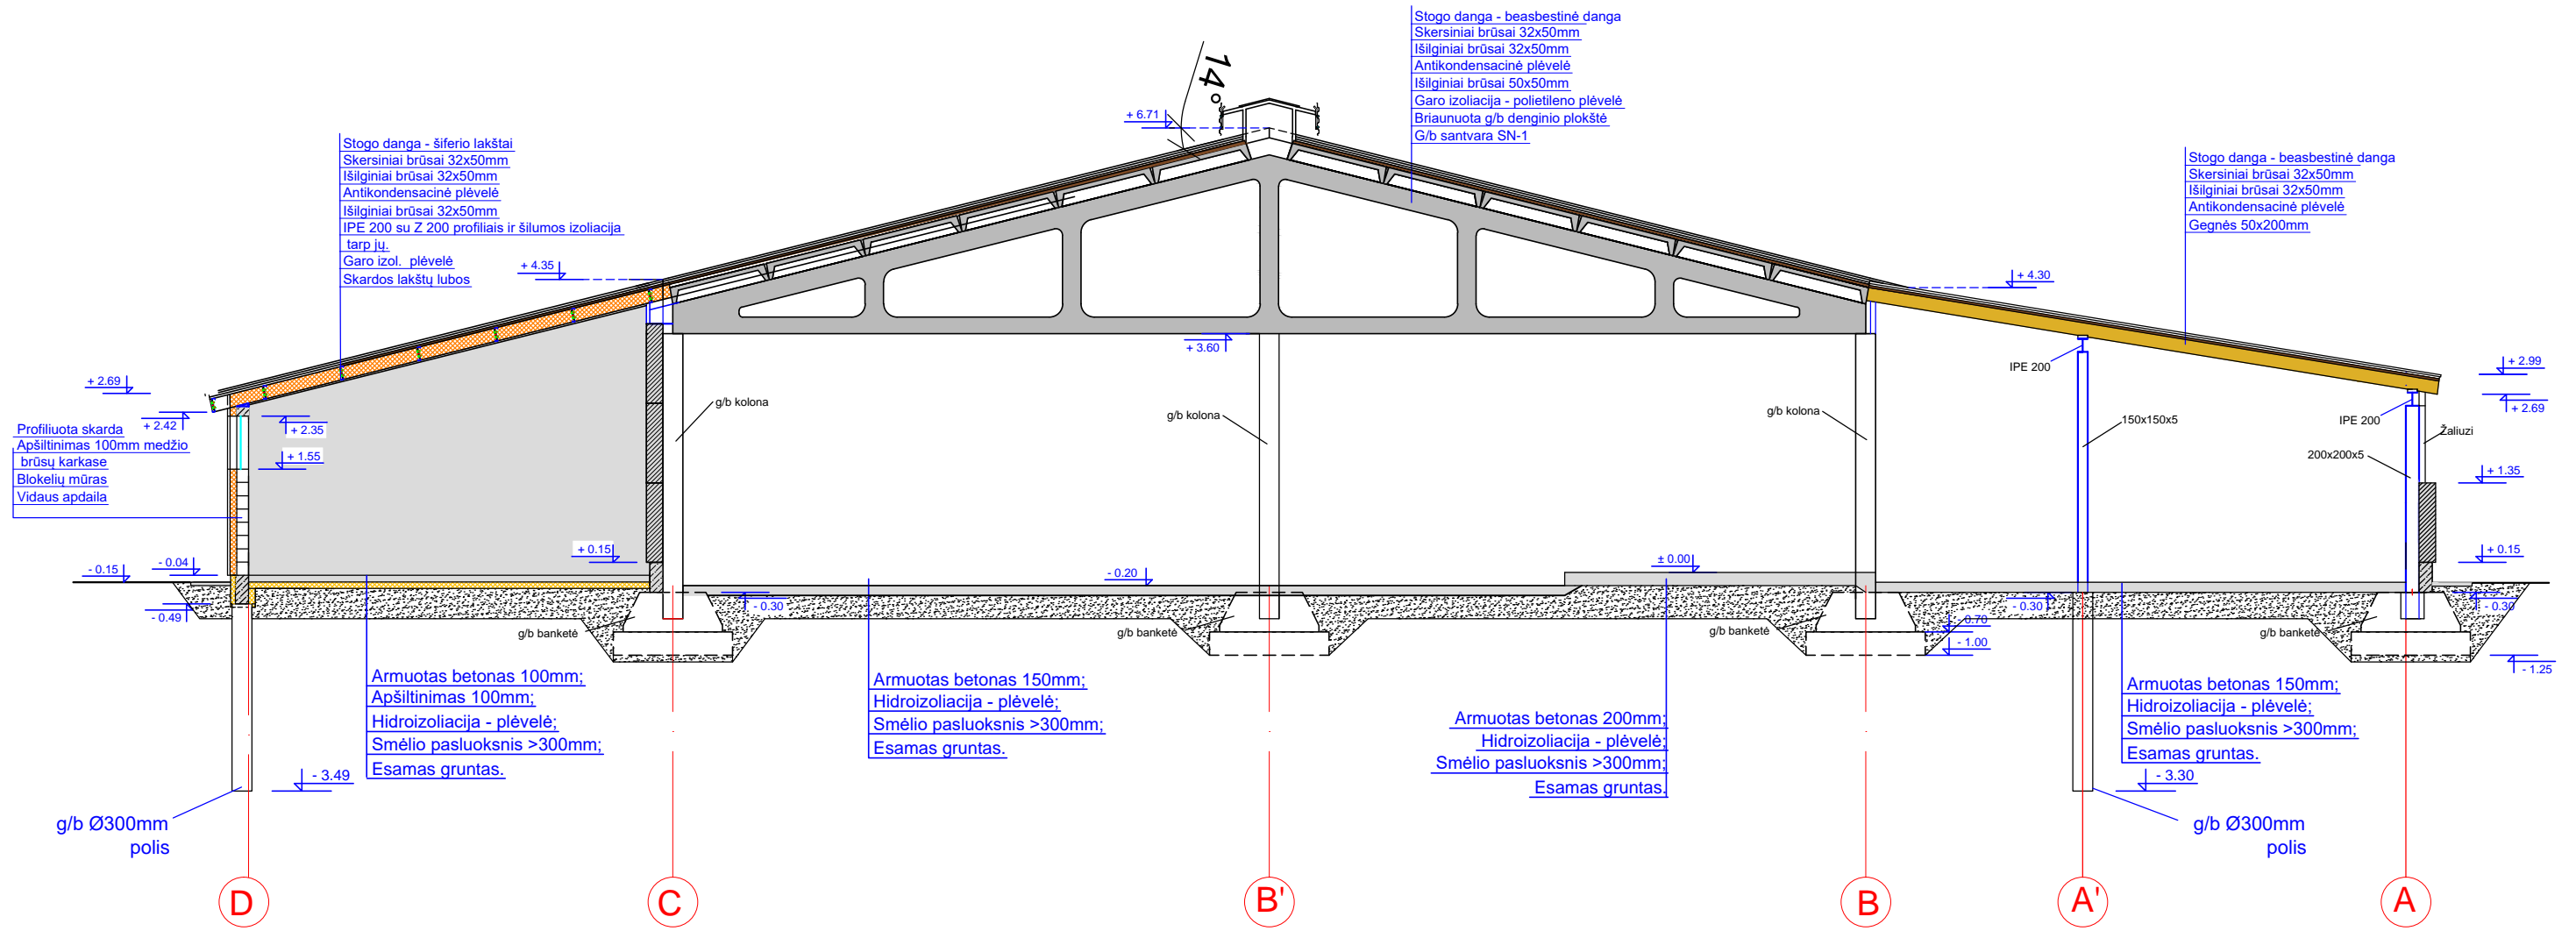 Stogo danga - beasbestinė danga
Skersiniai brūsai 32x50mm
Išilginiai brūsai 32x50mm
Antikondensacinė plėvelė
Išilginiai brūsai 50x50mm
Garo izoliacija - polietileno plėvelė
Briaunuota g/b denginio plokštė
G/b santvara SN-1
14°
+ 6.71
Stogo danga - šiferio lakštai
Skersiniai brūsai 32x50mm
Išilginiai brūsai 32x50mm
Antikondensacinė plėvelė
Išilginiai brūsai 32x50mm
IPE 200 su Z 200 profiliais ir šilumos izoliacija
tarp jų.
Garo izol. plėvelė
Skardos lakštų lubos
Stogo danga - beasbestinė danga
Skersiniai brūsai 32x50mm
Išilginiai brūsai 32x50mm
Antikondensacinė plėvelė
Gegnės 50x200mm
+ 4.35
+ 4.30
+ 3.60
IPE 200
+ 2.99
+ 2.69
+ 2.69
+ 2.42
+ 2.35
+ 1.55
g/b kolona
g/b kolona
g/b kolona
150x150x5
IPE 200
Žaliuzi
200x200x5
+ 1.35
Profiliuota skarda
Apšiltinimas 100mm medžio
brūsų karkase
Blokelių mūras
Vidaus apdaila
+ 0.15
+ 0.15
- 0.15
- 0.04
- 0.20
± 0.00
- 0.49
- 0.30
- 0.30
- 0.30
- 0.70
- 1.00
- 1.25
g/b banketė
g/b banketė
g/b banketė
g/b banketė
Armuotas betonas 100mm;
Apšiltinimas 100mm;
Hidroizoliacija - plėvelė;
Smėlio pasluoksnis >300mm;
Esamas gruntas.
Armuotas betonas 150mm;
Hidroizoliacija - plėvelė;
Smėlio pasluoksnis >300mm;
Esamas gruntas.
Armuotas betonas 200mm;
Hidroizoliacija - plėvelė;
Smėlio pasluoksnis >300mm;
Esamas gruntas.
Armuotas betonas 150mm;
Hidroizoliacija - plėvelė;
Smėlio pasluoksnis >300mm;
Esamas gruntas.
- 3.49
- 3.30
g/b Ø300mm
polis
g/b Ø300mm
polis
D
C
B'
B
A'
A